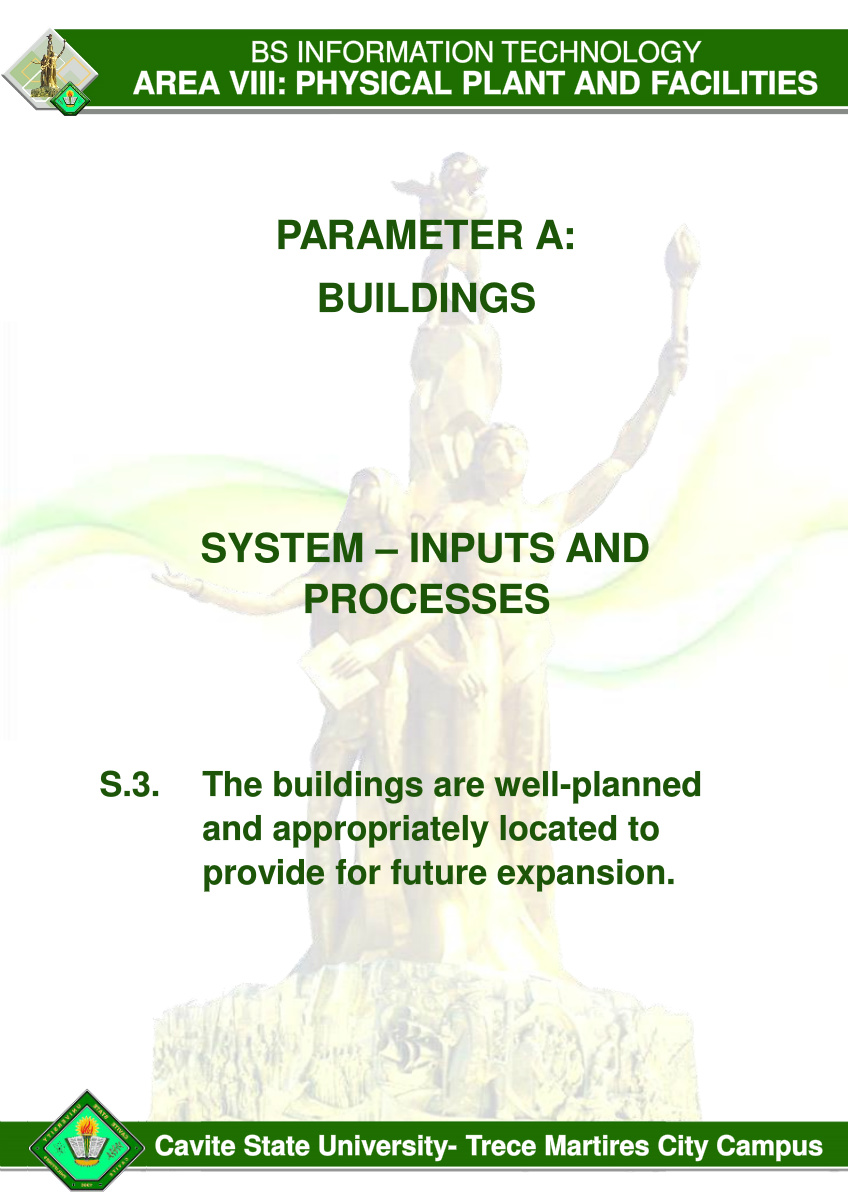 BS INFORMATION TECHNOLOGY
AREA VIII: PHYSICAL PLANT AND FACILITIES
PARAMETER A:
BUILDINGS
SYSTEM – INPUTS AND
PROCESSES
S.3. The buildings are well-planned
and appropriately located to
provide for future expansion.
Cavite State University- Trece Martires City Campus